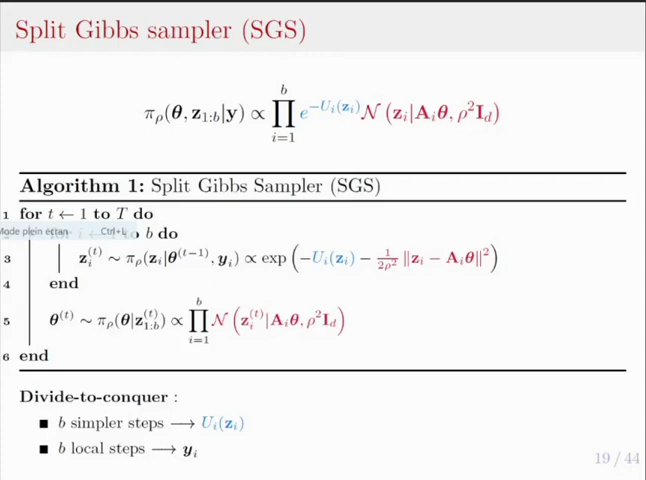 Split Gibbs sampler (SGS)
π_ρ(θ, z_{1:b}|y) ∝ ∏_{i=1}^{b} e^{−U_i(z_i)} 𝒩 (z_i|A_iθ, ρ²I_d)
Algorithm 1: Split Gibbs Sampler (SGS)
1 for t ← 1 to T do
Mode plein écran Ctrl+L to b do
3 z_i^{(t)} ∼ π_ρ(z_i|θ^{(t−1)}, y_i) ∝ exp (−U_i(z_i) − 1/(2ρ²) ‖z_i − A_iθ‖²)
4 end
5 θ^{(t)} ∼ π_ρ(θ|z_{1:b}^{(t)}) ∝ ∏_{i=1}^{b} 𝒩 (z_i^{(t)}|A_iθ, ρ²I_d)
6 end
Divide-to-conquer :
■ b simpler steps ⟶ U_i(z_i)
■ b local steps ⟶ y_i
19 / 44